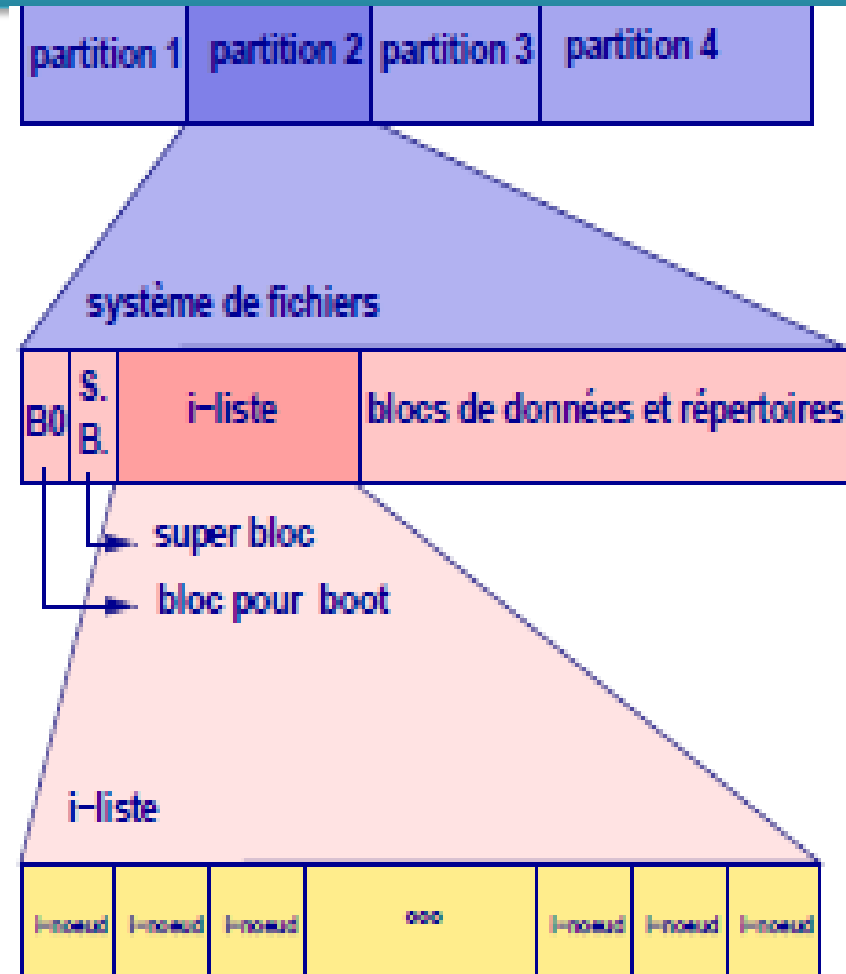 partition 1 partition 2 partition 3 partition 4
système de fichiers
B0 S. B. i-liste blocs de données et répertoires
super bloc
bloc pour boot
i-liste
i-noeud i-noeud i-noeud ooo i-noeud i-noeud i-noeud